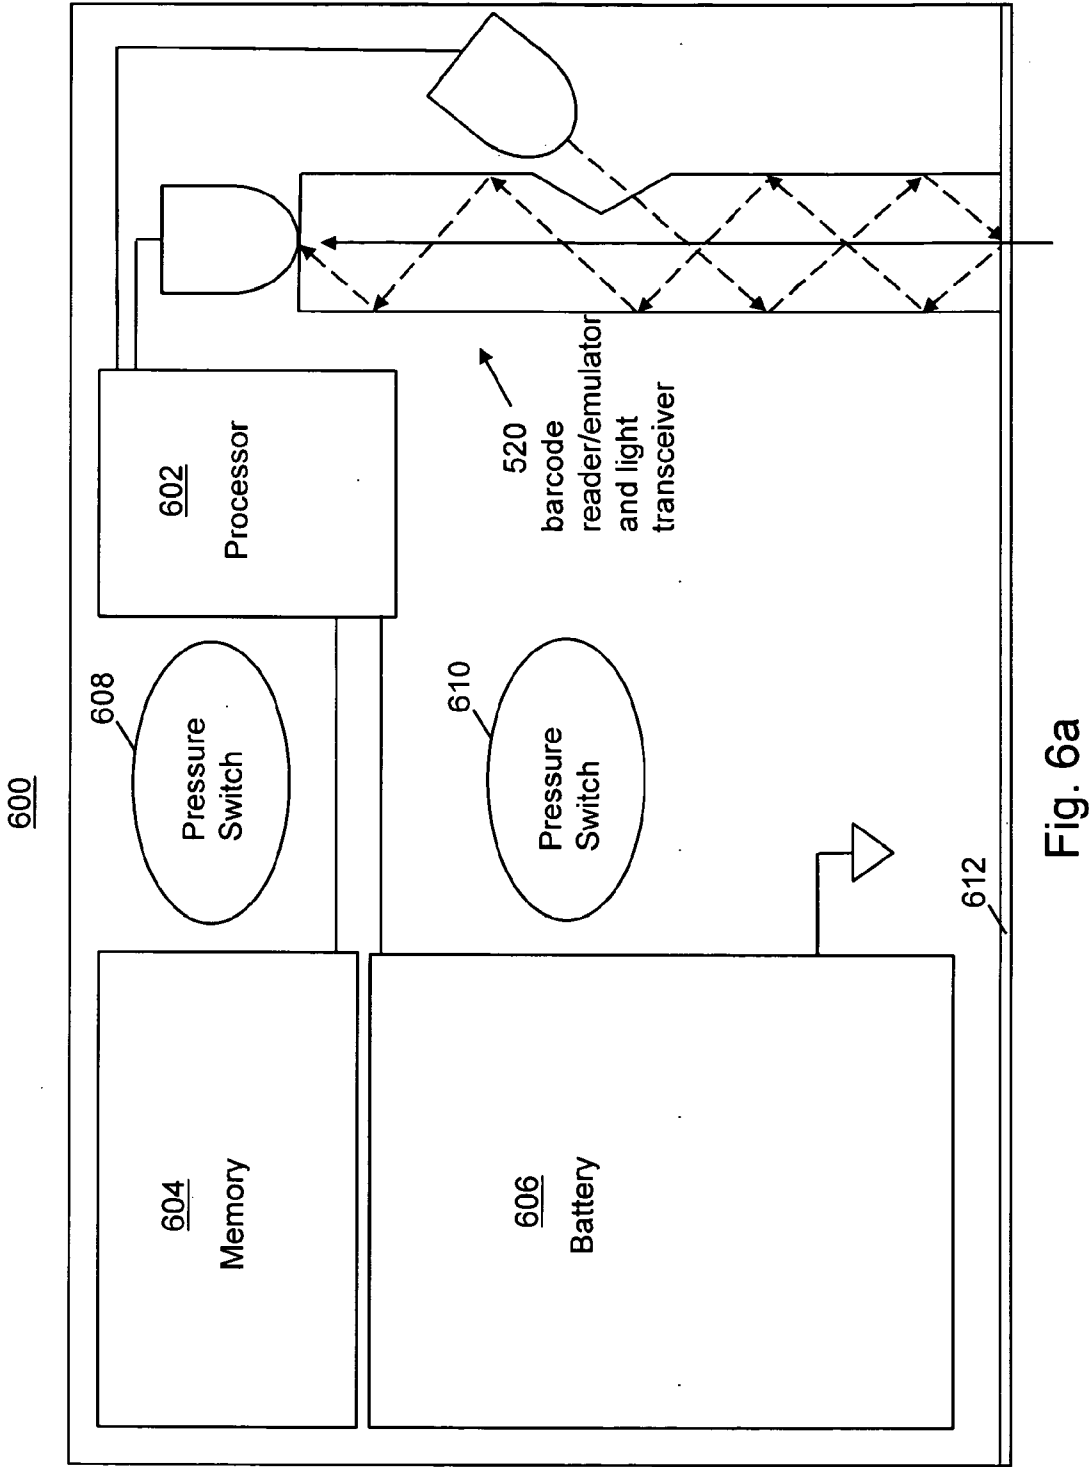 600
604
Memory
608
Pressure
Switch
602
Processor
606
Battery
610
Pressure
Switch
520
barcode
reader/emulator
and light
transceiver
612
Fig. 6a